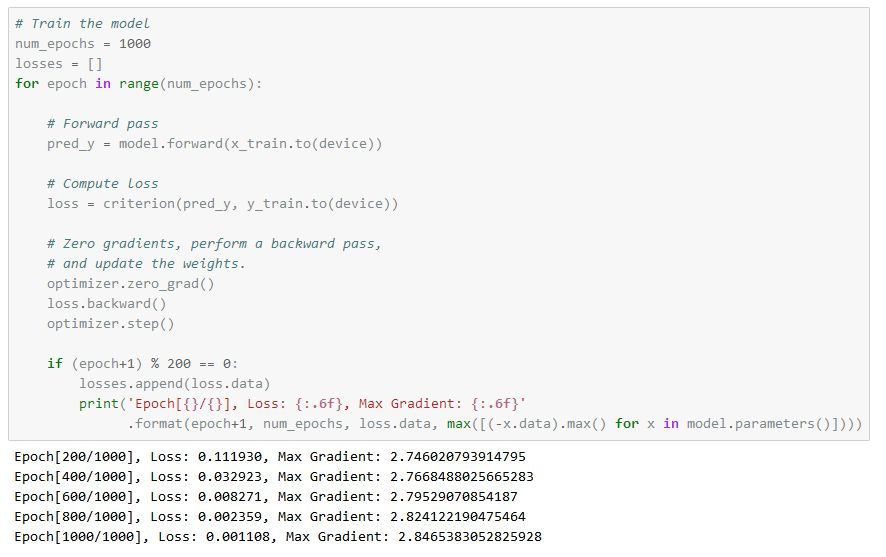 # Train the model
num_epochs = 1000
losses = []
for epoch in range(num_epochs):
# Forward pass
pred_y = model.forward(x_train.to(device))
# Compute loss
loss = criterion(pred_y, y_train.to(device))
# Zero gradients, perform a backward pass,
# and update the weights.
optimizer.zero_grad()
loss.backward()
optimizer.step()
if (epoch+1) % 200 == 0:
losses.append(loss.data)
print('Epoch[{}/{}], Loss: {:.6f}, Max Gradient: {:.6f}'
.format(epoch+1, num_epochs, loss.data, max([(-x.data).max() for x in model.parameters()])))
Epoch[200/1000], Loss: 0.111930, Max Gradient: 2.746020793914795
Epoch[400/1000], Loss: 0.032923, Max Gradient: 2.7668488025665283
Epoch[600/1000], Loss: 0.008271, Max Gradient: 2.79529070854187
Epoch[800/1000], Loss: 0.002359, Max Gradient: 2.824122190475464
Epoch[1000/1000], Loss: 0.001108, Max Gradient: 2.8465383052825928